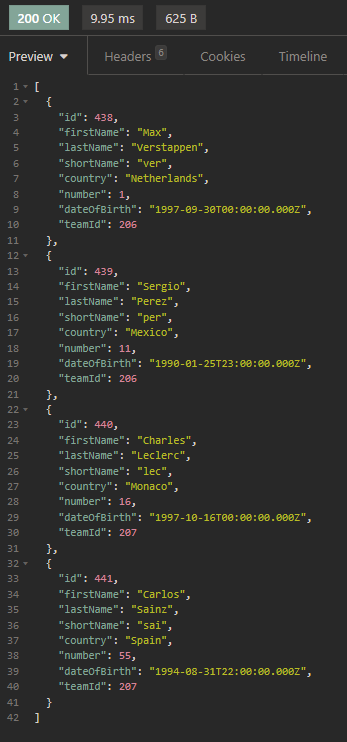 200 OK 9.95 ms 625 B
Preview Headers 6 Cookies Timeline
1 [
2 {
3 "id": 438,
4 "firstName": "Max",
5 "lastName": "Verstappen",
6 "shortName": "ver",
7 "country": "Netherlands",
8 "number": 1,
9 "dateOfBirth": "1997-09-30T00:00:00.000Z",
10 "teamId": 206
11 },
12 {
13 "id": 439,
14 "firstName": "Sergio",
15 "lastName": "Perez",
16 "shortName": "per",
17 "country": "Mexico",
18 "number": 11,
19 "dateOfBirth": "1990-01-25T23:00:00.000Z",
20 "teamId": 206
21 },
22 {
23 "id": 440,
24 "firstName": "Charles",
25 "lastName": "Leclerc",
26 "shortName": "lec",
27 "country": "Monaco",
28 "number": 16,
29 "dateOfBirth": "1997-10-16T00:00:00.000Z",
30 "teamId": 207
31 },
32 {
33 "id": 441,
34 "firstName": "Carlos",
35 "lastName": "Sainz",
36 "shortName": "sai",
37 "country": "Spain",
38 "number": 55,
39 "dateOfBirth": "1994-08-31T22:00:00.000Z",
40 "teamId": 207
41 }
42 ]